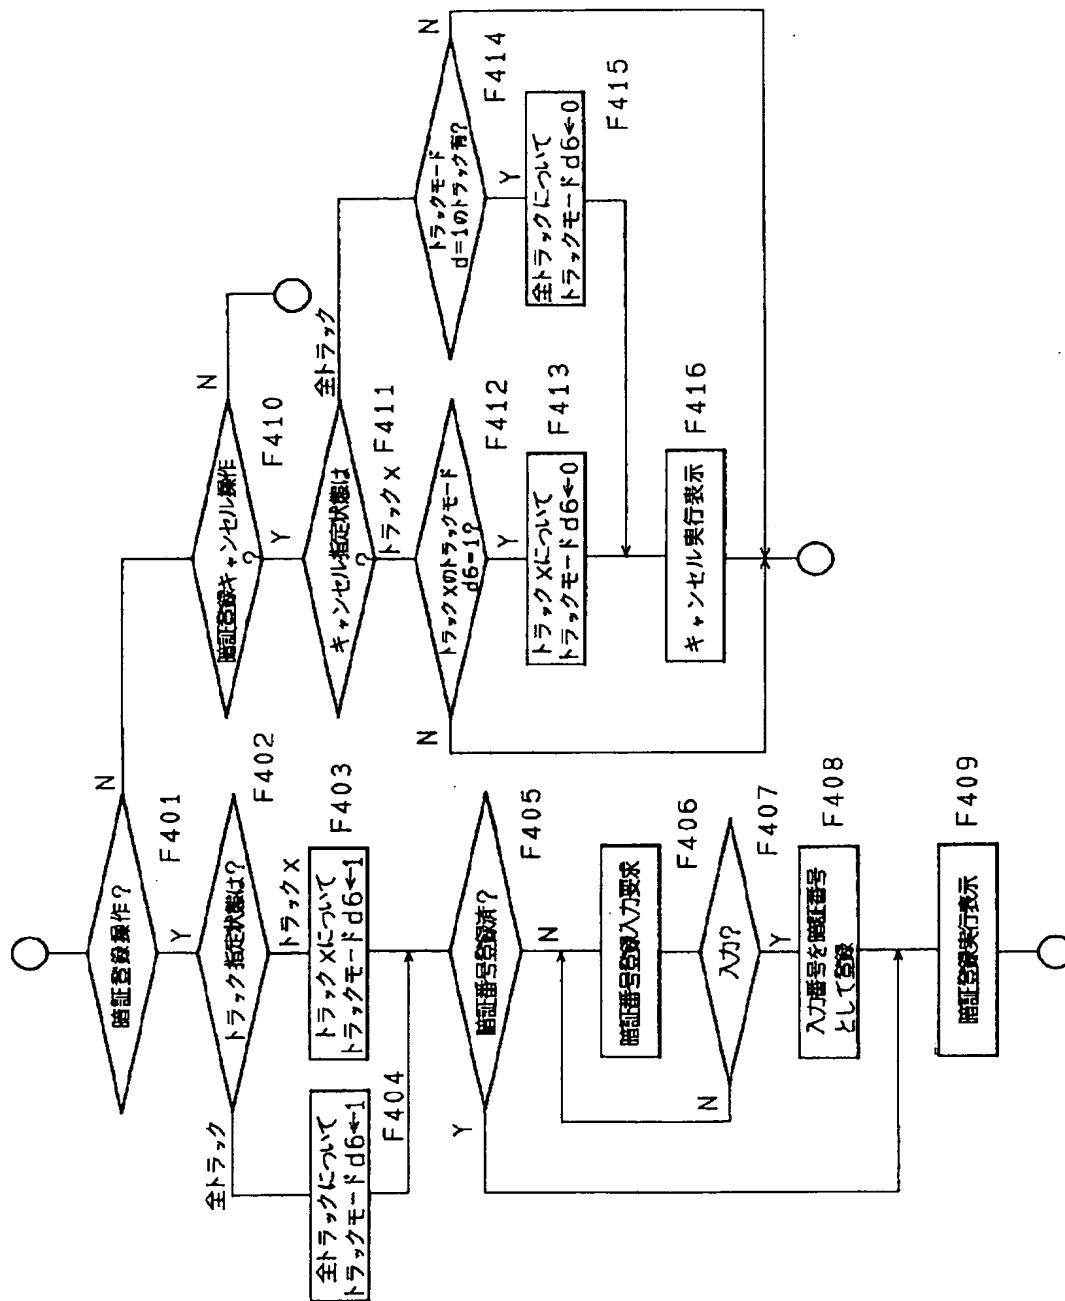 暗証登録操作?
F401
N
Y
トラック指定状態は?
F402
全トラック
トラックX
トラックXについて
トラックモードd6←1
F403
全トラックについて
トラックモードd6←1
F404
暗証番号登録済?
F405
Y
N
暗証番号登録入力要求
F406
入力?
F407
N
Y
入力番号を暗証番号
として登録
F408
暗証登録実行表示
F409
暗証登録キャンセル操作
?
F410
N
Y
キャンセル指定状態は
?
F411
全トラック
トラックX
トラックXのトラックモード
d6=1?
F412
N
Y
トラックXについて
トラックモードd6←0
F413
トラックモード
d=1のトラック有?
F414
N
Y
全トラックについて
トラックモードd6←0
F415
キャンセル実行表示
F416